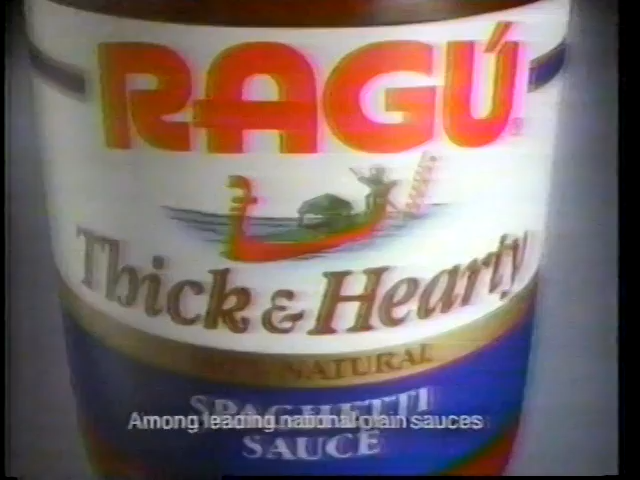 RAGÚ®
Thick & Hearty
NATURAL
SPAGHETTI
SAUCE
Among leading national plain sauces